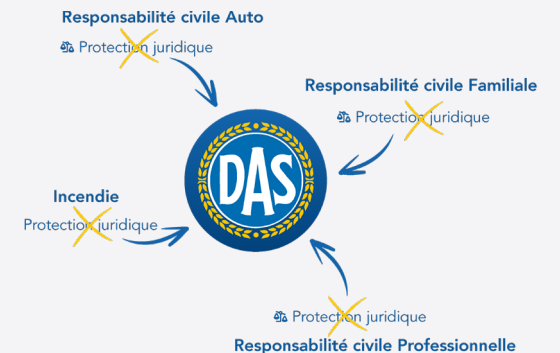 Responsabilité civile Auto
Protection juridique
Responsabilité civile Familiale
Protection juridique
DAS
Incendie
Protection juridique
Protection juridique
Responsabilité civile Professionnelle